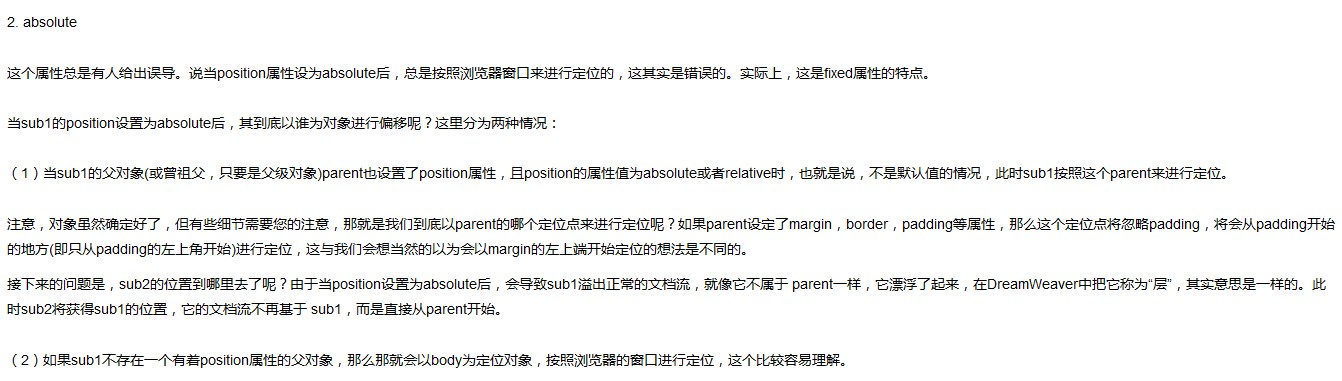 2. absolute
这个属性总是有人给出误导。说当position属性设为absolute后，总是按照浏览器窗口来进行定位的，这其实是错误的。实际上，这是fixed属性的特点。
当sub1的position设置为absolute后，其到底以谁为对象进行偏移呢？这里分为两种情况：
（1）当sub1的父对象(或曾祖父，只要是父级对象)parent也设置了position属性，且position的属性值为absolute或者relative时，也就是说，不是默认值的情况，此时sub1按照这个parent来进行定位。
注意，对象虽然确定好了，但有些细节需要您的注意，那就是我们到底以parent的哪个定位点来进行定位呢？如果parent设定了margin，border，padding等属性，那么这个定位点将忽略padding，将会从padding开始
的地方(即只从padding的左上角开始)进行定位，这与我们会想当然的以为会以margin的左上端开始定位的想法是不同的。
接下来的问题是，sub2的位置到哪里去了呢？由于当position设置为absolute后，会导致sub1溢出正常的文档流，就像它不属于 parent一样，它漂浮了起来，在DreamWeaver中把它称为“层”，其实意思是一样的。此
时sub2将获得sub1的位置，它的文档流不再基于 sub1，而是直接从parent开始。
（2）如果sub1不存在一个有着position属性的父对象，那么那就会以body为定位对象，按照浏览器的窗口进行定位，这个比较容易理解。